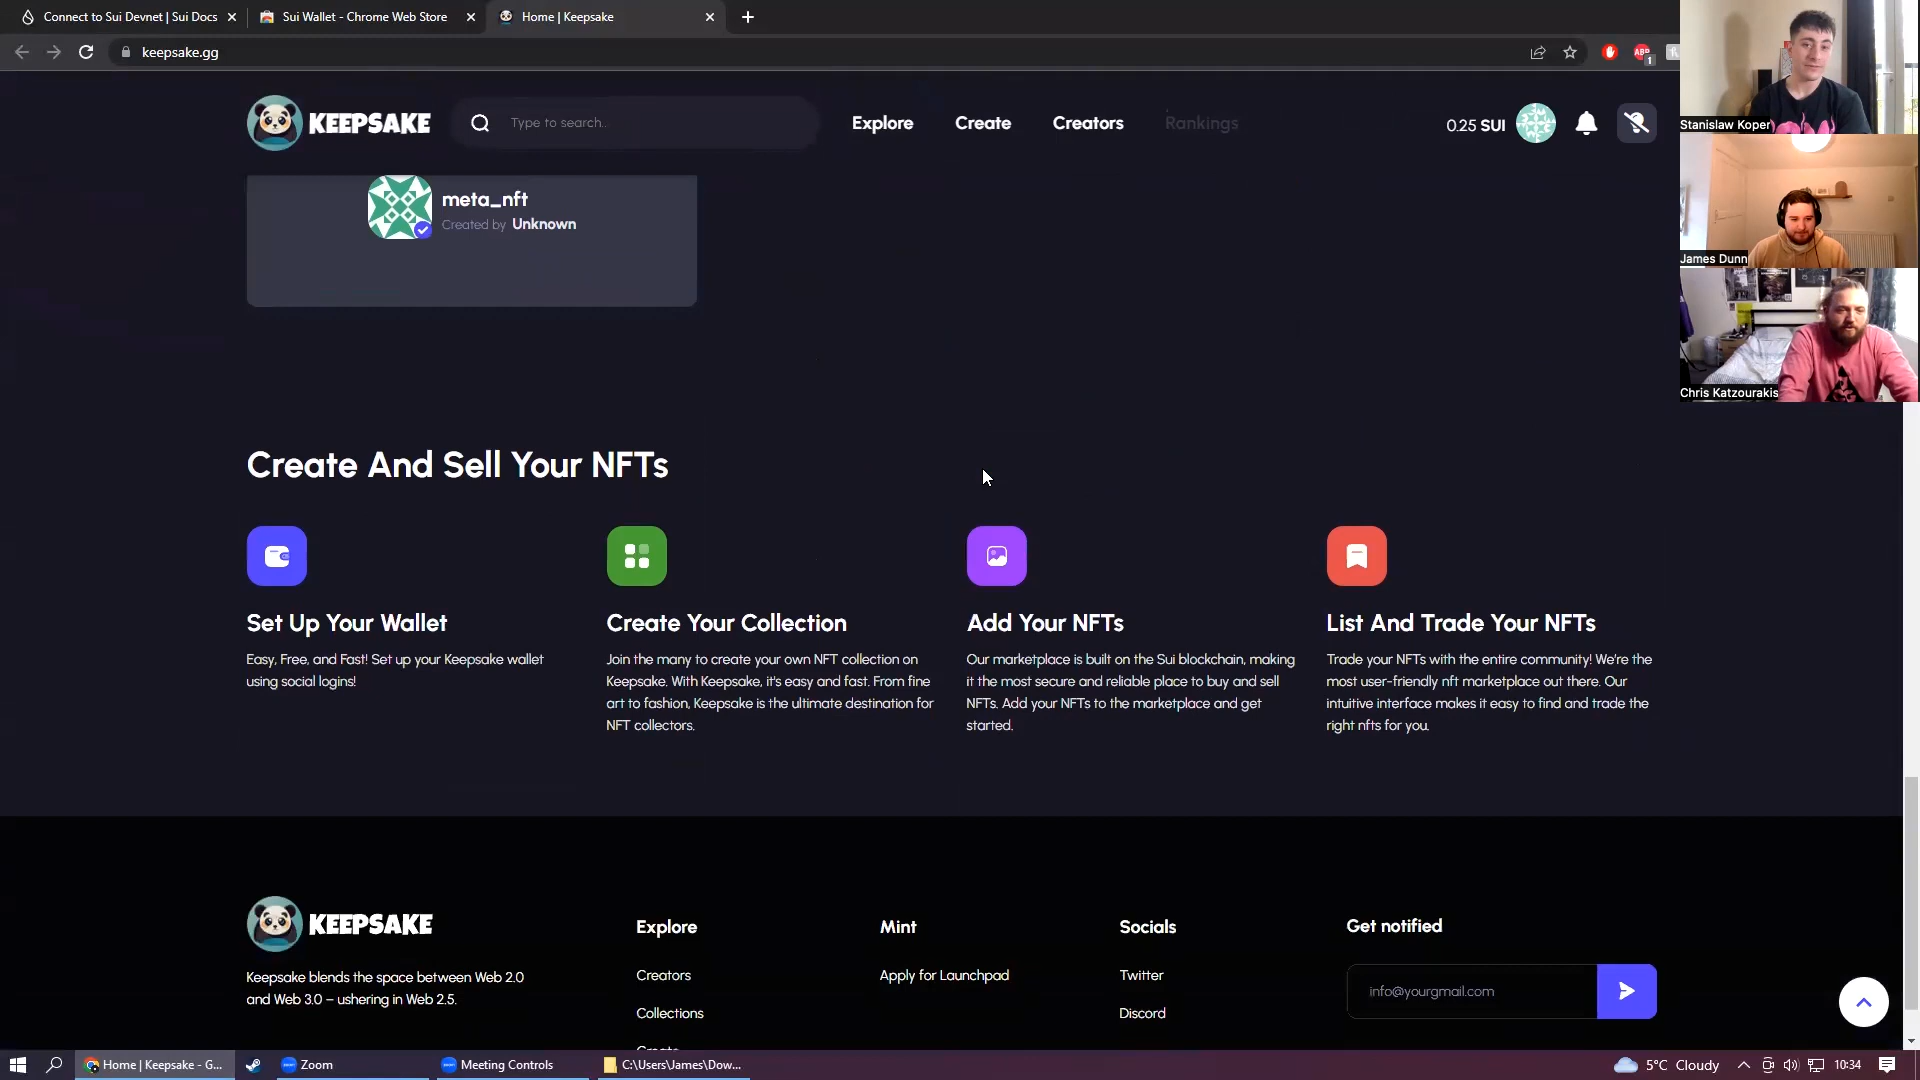 Connect to Sui Devnet | Sui Docs
Sui Wallet - Chrome Web Store
Home | Keepsake
keepsake.gg
ABP
1
KEEPSAKE
Type to search...
Explore
Create
Creators
Rankings
0.25 SUI
Stanislaw Koper
James Dunn
Chris Katzourakis
meta_nft
Created by Unknown
Create And Sell Your NFTs
Set Up Your Wallet
Easy, Free, and Fast! Set up your Keepsake wallet
using social logins!
Create Your Collection
Join the many to create your own NFT collection on
Keepsake. With Keepsake, it's easy and fast. From fine
art to fashion, Keepsake is the ultimate destination for
NFT collectors.
Add Your NFTs
Our marketplace is built on the Sui blockchain, making
it the most secure and reliable place to buy and sell
NFTs. Add your NFTs to the marketplace and get
started.
List And Trade Your NFTs
Trade your NFTs with the entire community! We're the
most user-friendly nft marketplace out there. Our
intuitive interface makes it easy to find and trade the
right nfts for you.
KEEPSAKE
Keepsake blends the space between Web 2.0
and Web 3.0 – ushering in Web 2.5.
Explore
Creators
Collections
Create
Mint
Apply for Launchpad
Socials
Twitter
Discord
Get notified
info@yourgmail.com
Home | Keepsake - G...
Zoom
Meeting Controls
C:\Users\James\Dow...
5°C Cloudy
10:34